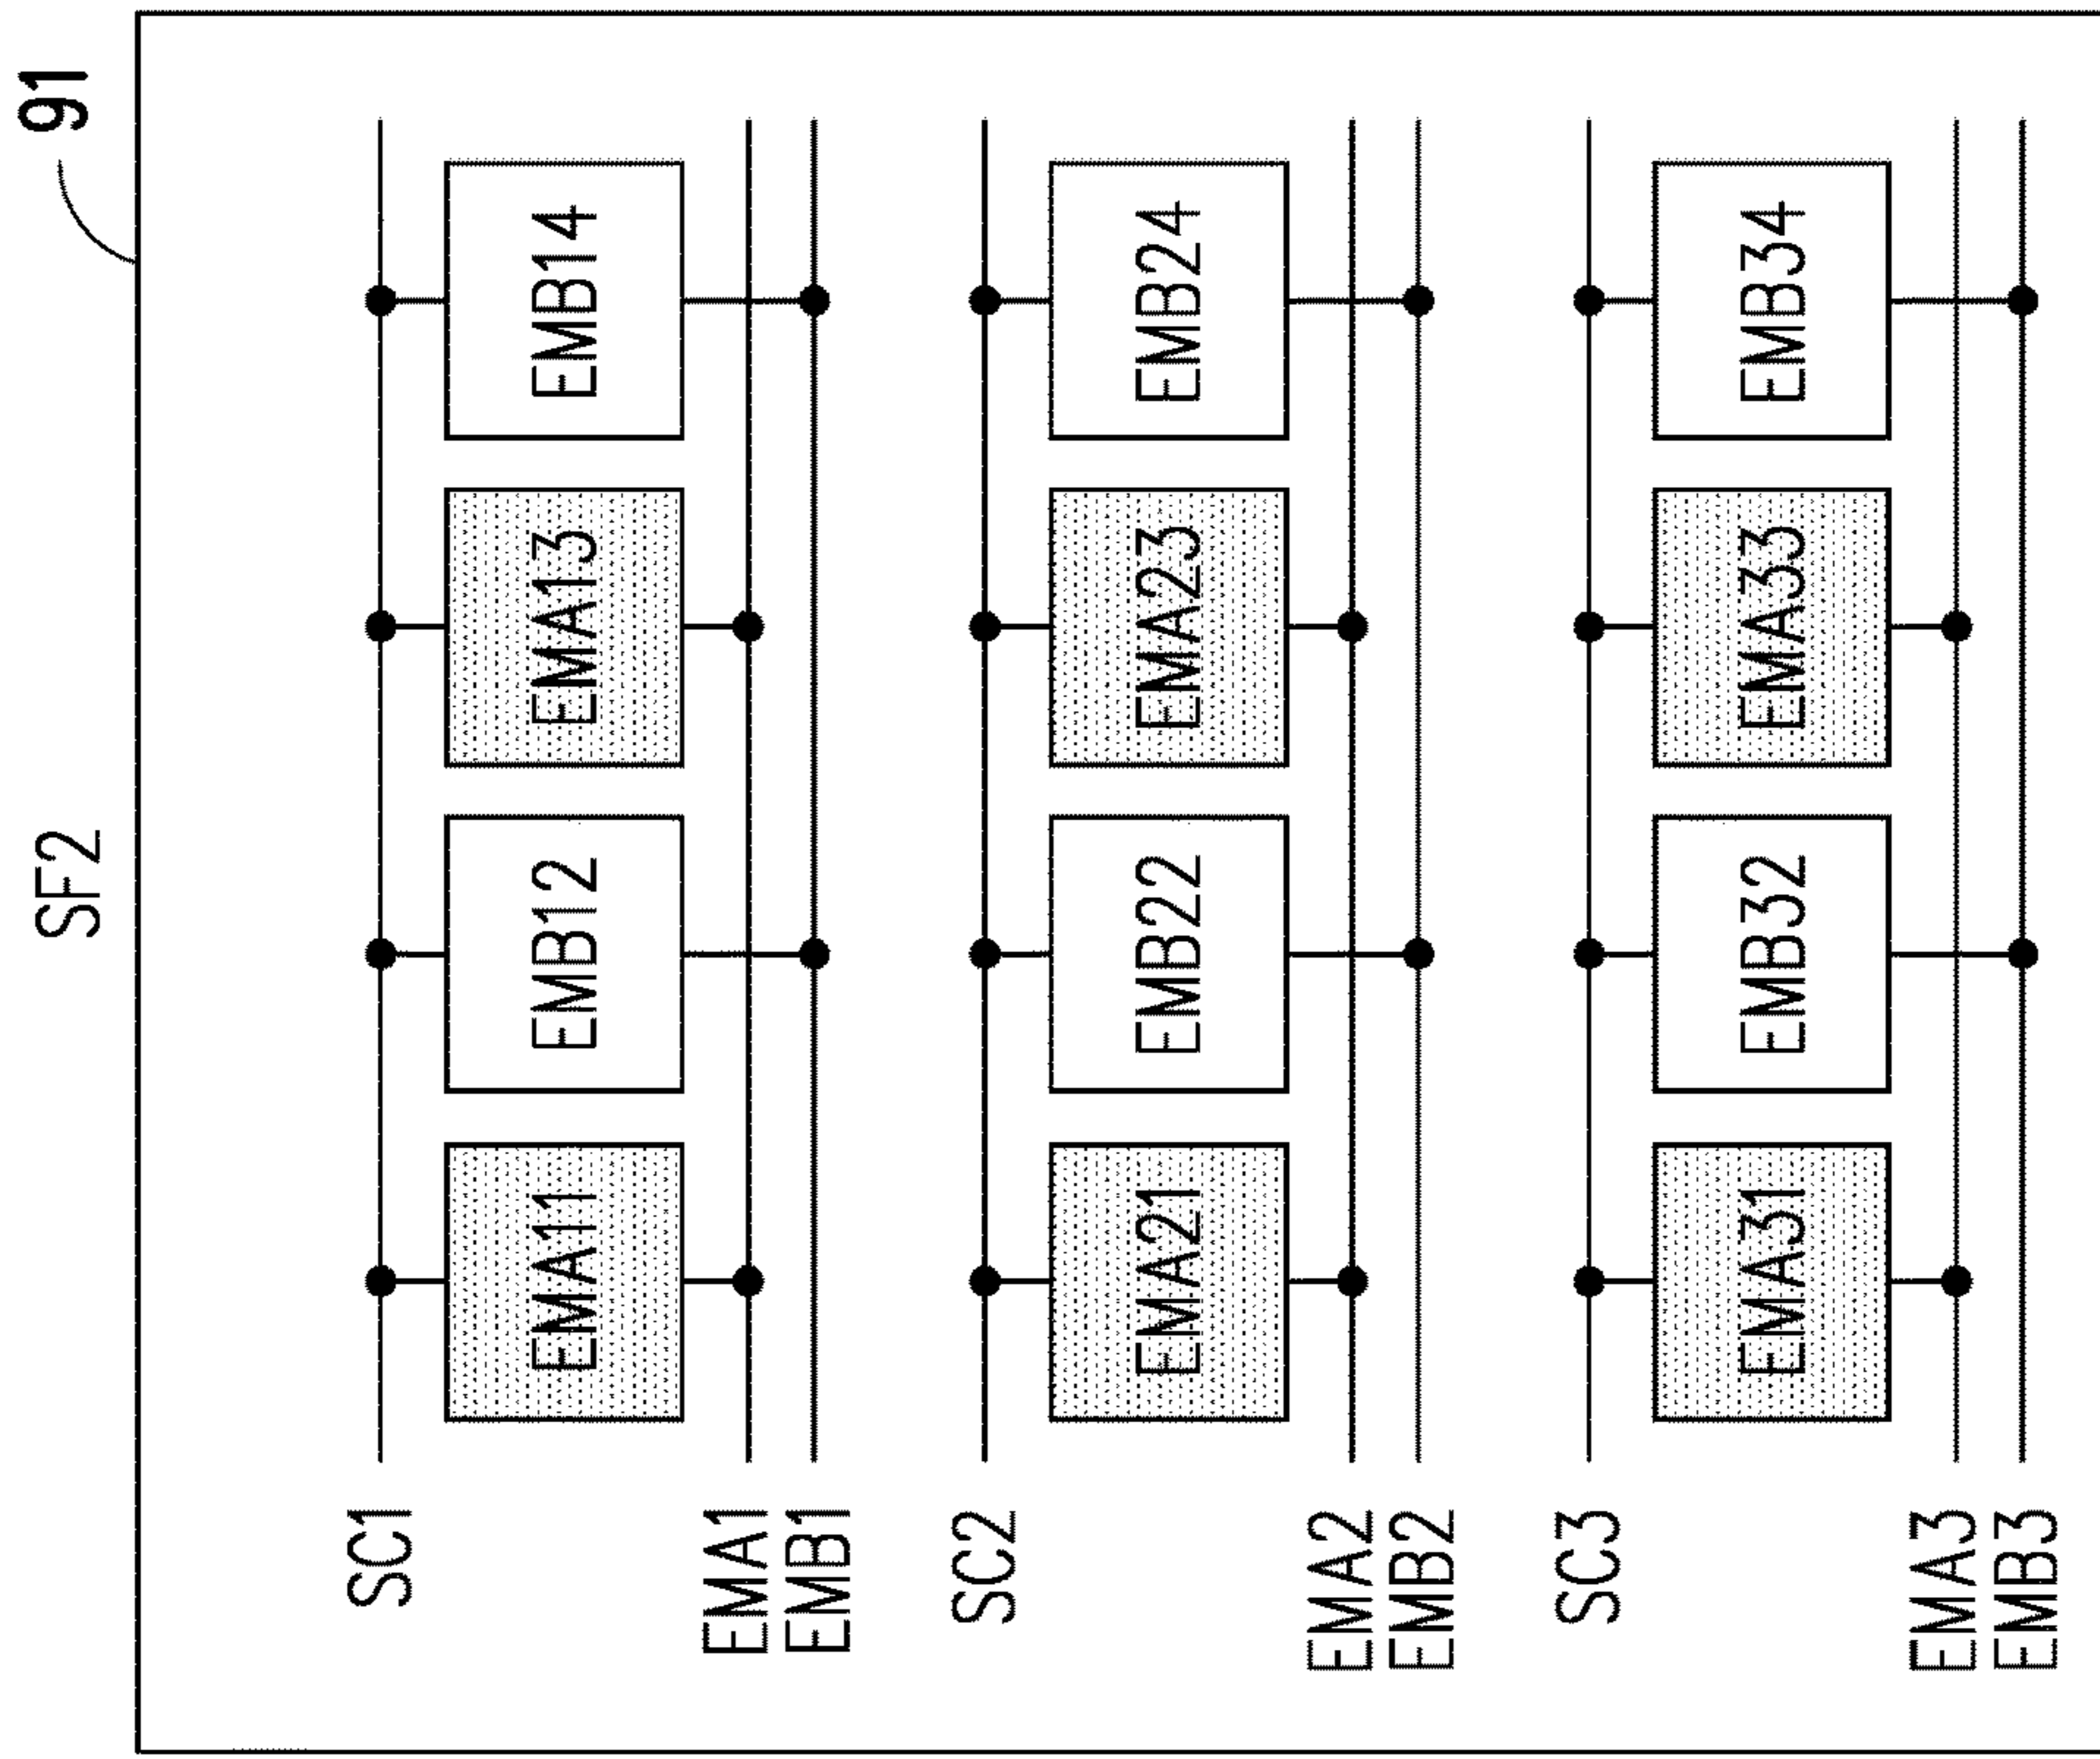 SF2
91
SC1
EMA11 EMB12 EMA13 EMB14
EMA1
EMB1
SC2
EMA21 EMB22 EMA23 EMB24
EMA2
EMB2
SC3
EMA31 EMB32 EMA33 EMB34
EMA3
EMB3